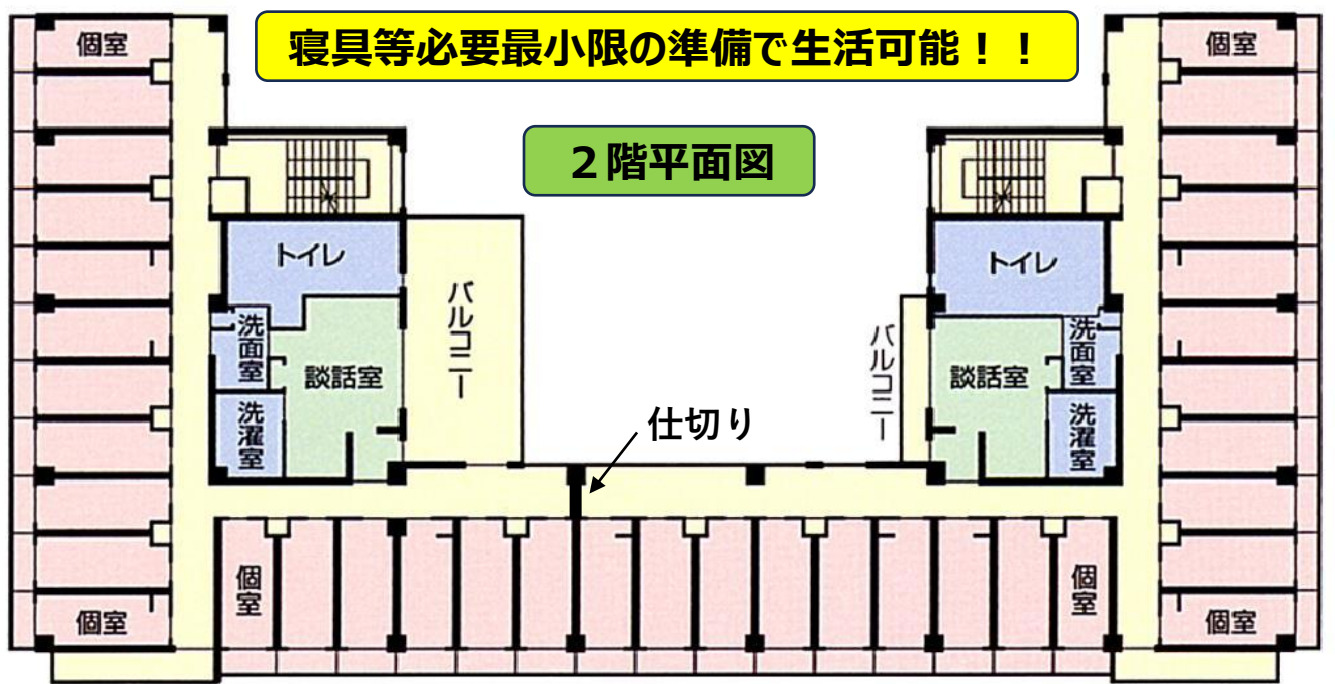 寝具等必要最小限の準備で生活可能！！
２階平面図
個室
個室
トイレ
トイレ
バルコニー
バルコニー
洗面室
談話室
談話室
洗面室
洗濯室
仕切り
洗濯室
個室
個室
個室
個室